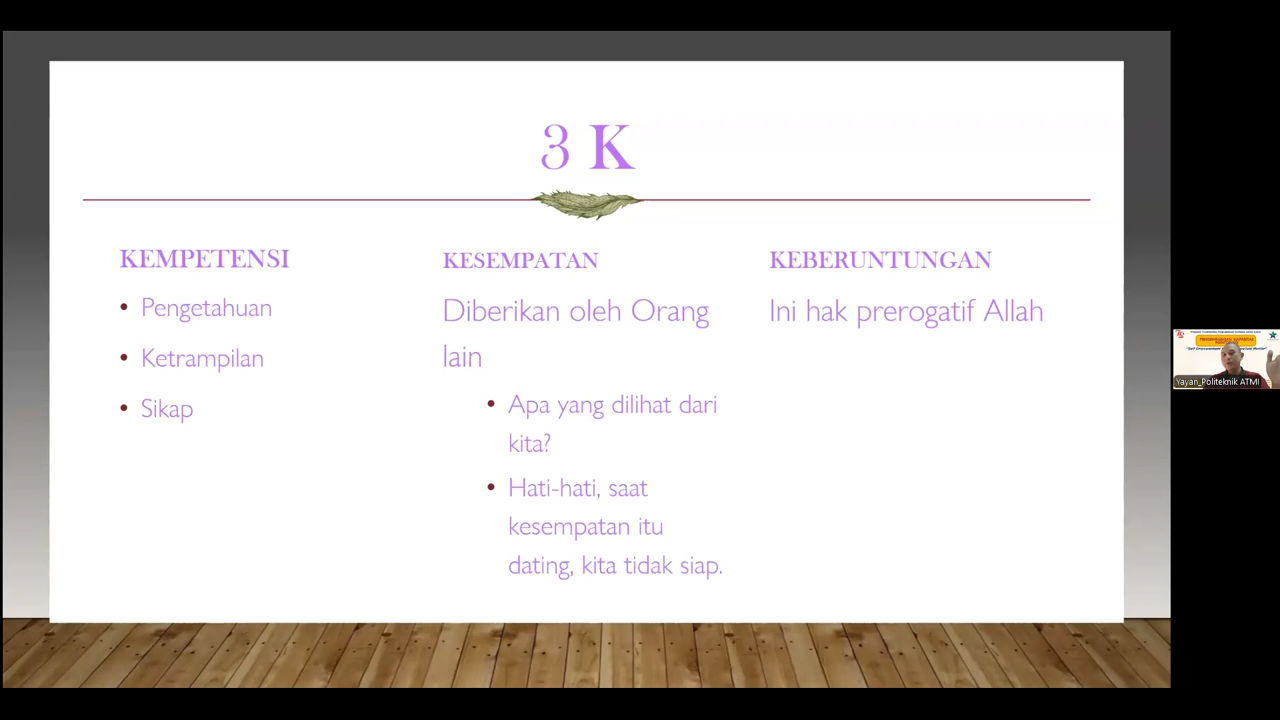 3 K
KEMPETENSI
• Pengetahuan
• Ketrampilan
• Sikap
KESEMPATAN
Diberikan oleh Orang
lain
• Apa yang dilihat dari
kita?
• Hati-hati, saat
kesempatan itu
dating, kita tidak siap.
KEBERUNTUNGAN
Ini hak prerogatif Allah
Yayan_Politeknik ATMI